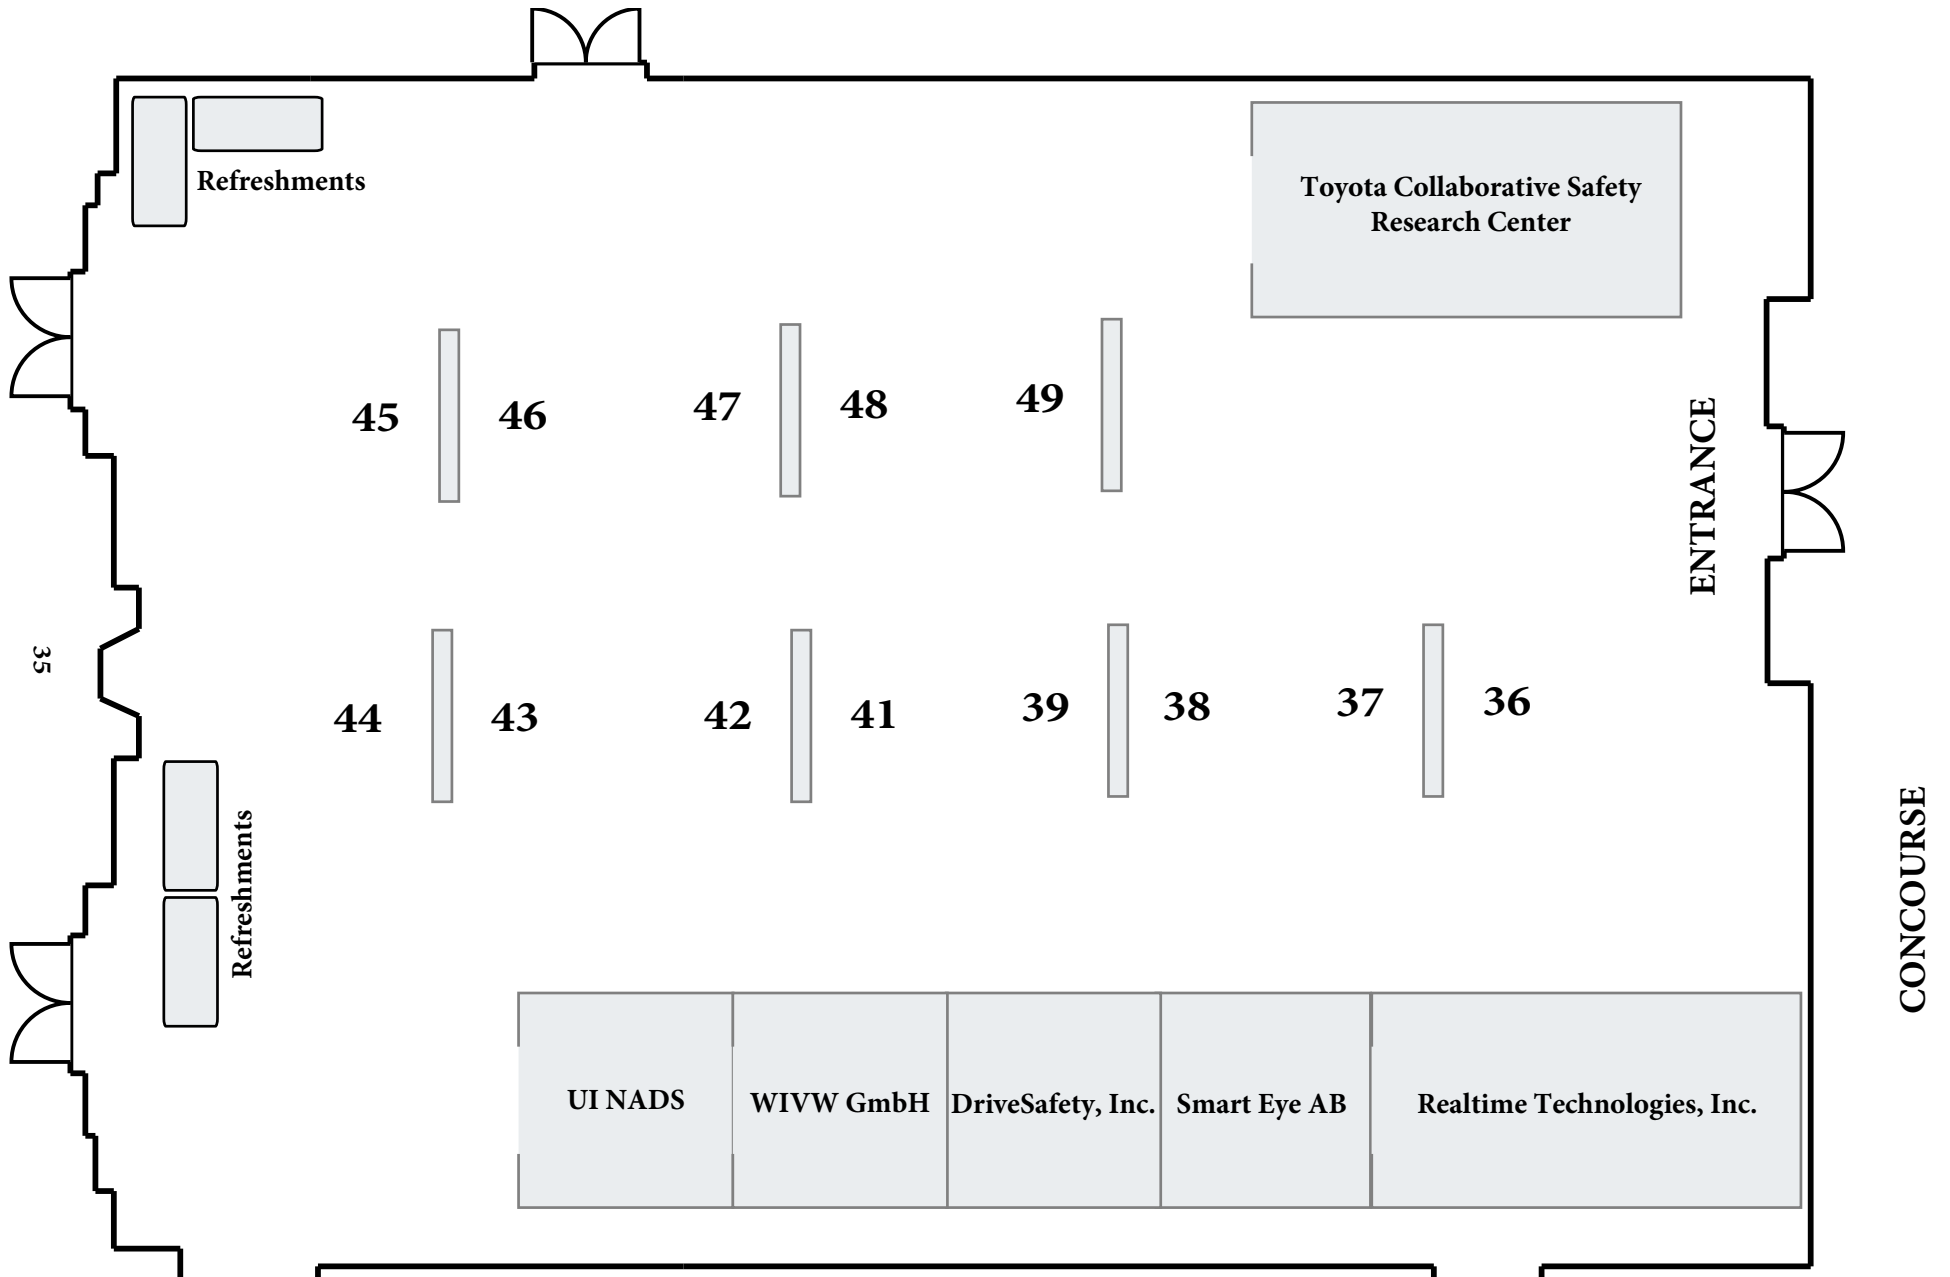 Refreshments
Toyota Collaborative Safety
Research Center
45
46
47
48
49
ENTRANCE
35
44
43
42
41
39
38
37
36
Refreshments
CONCOURSE
UI NADS
WIVW GmbH
DriveSafety, Inc.
Smart Eye AB
Realtime Technologies, Inc.